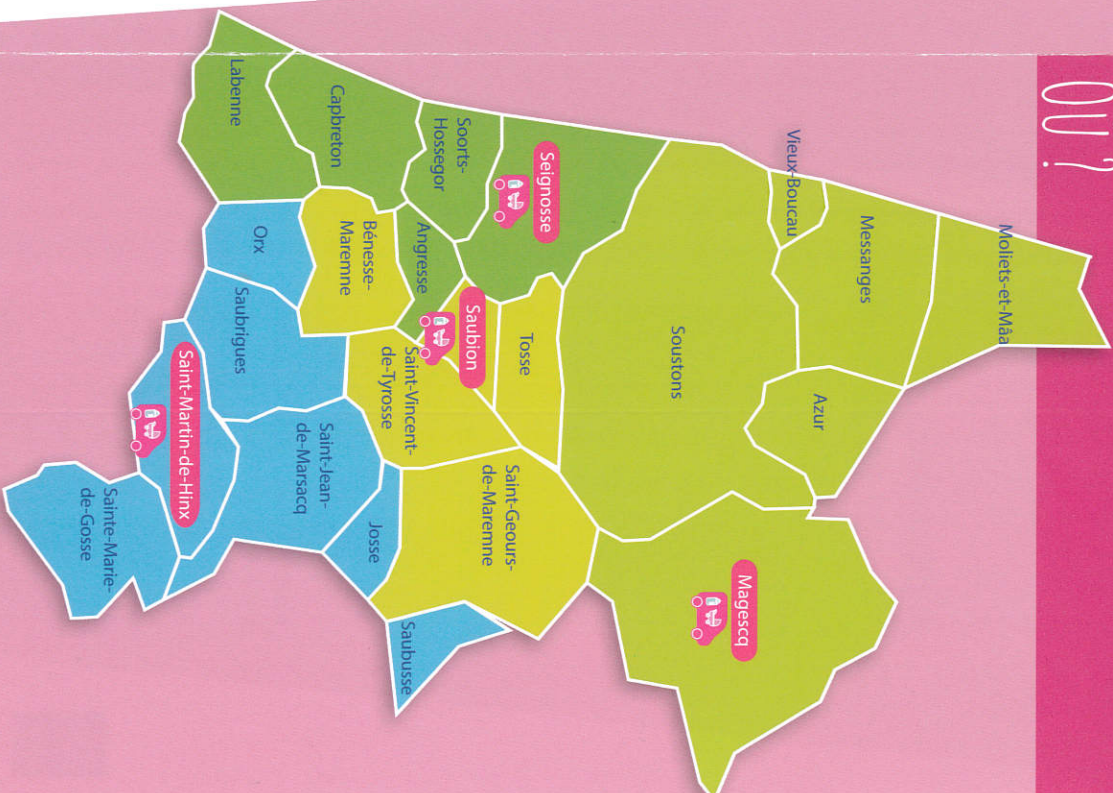 OÙ ?
Moliets-et-Mâa
Messanges
Vieux-Boucau
Azur
Soustons
Magescq
Seignosse
Tosse
Soorts-
Hossegor
Saubion
Angresse
Saint-Vincent-
de-Tyrosse
Saint-Geours-
de-Maremne
Capbreton
Bénesse-
Maremne
Labenne
Orx
Saubrigues
Saint-Jean-
de-Marsacq
Josse
Saubusse
Saint-Martin-de-Hinx
Sainte-Marie-
de-Gosse